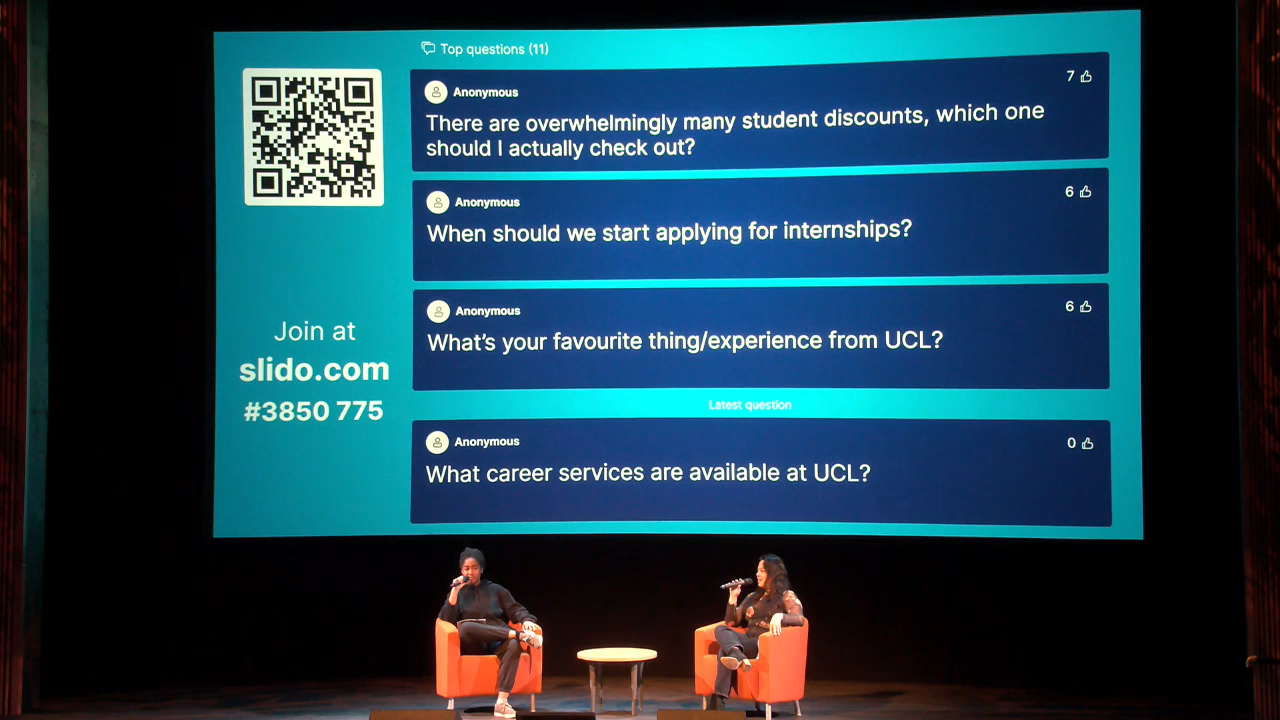 Top questions (11)
Anonymous
7
There are overwhelmingly many student discounts, which one
should I actually check out?
Anonymous
6
When should we start applying for internships?
Anonymous
6
What's your favourite thing/experience from UCL?
Latest question
Anonymous
0
What career services are available at UCL?
Join at
slido.com
#3850 775